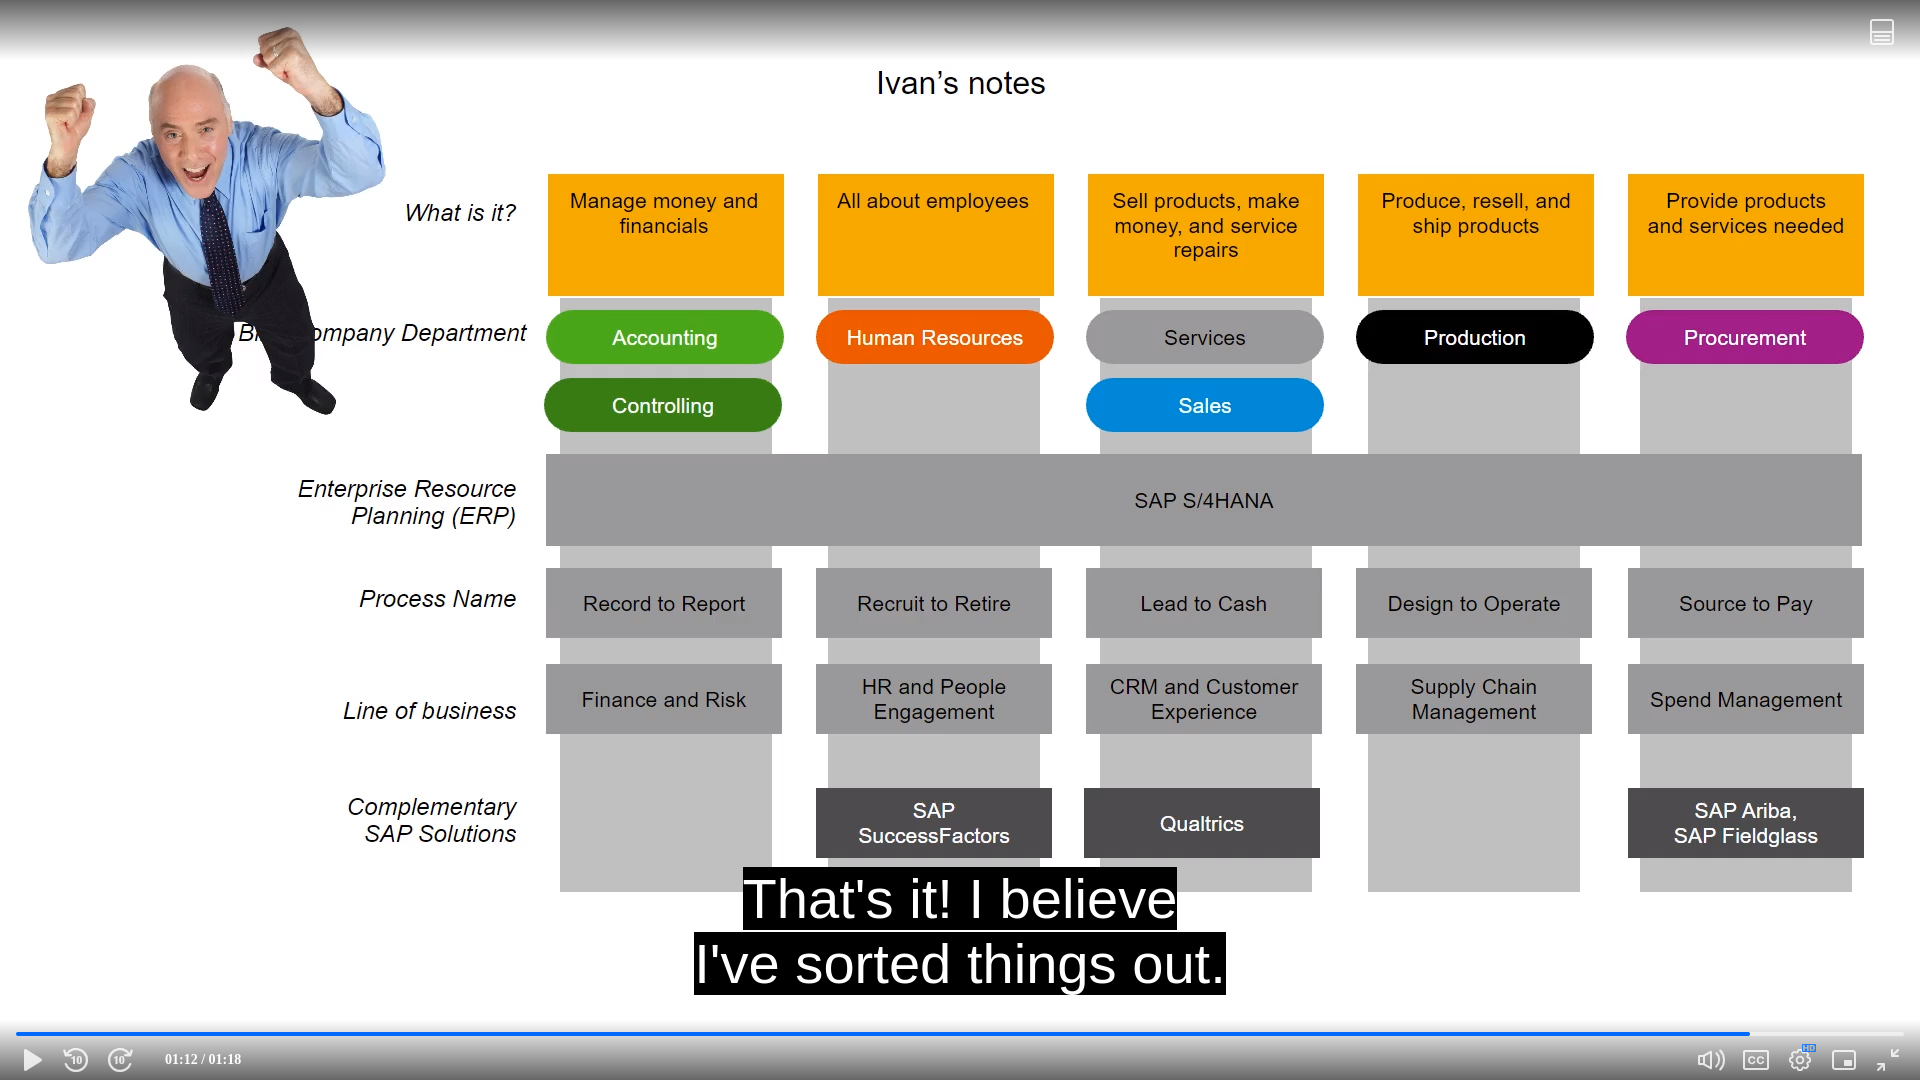 Ivan's notes
What is it?
Manage money and
financials
All about employees
Sell products, make
money, and service
repairs
Produce, resell, and
ship products
Provide products
and services needed
ompany Department
Accounting
Human Resources
Services
Production
Procurement
Controlling
Sales
Enterprise Resource
Planning (ERP)
SAP S/4HANA
Process Name
Record to Report
Recruit to Retire
Lead to Cash
Design to Operate
Source to Pay
Line of business
Finance and Risk
HR and People
Engagement
CRM and Customer
Experience
Supply Chain
Management
Spend Management
Complementary
SAP Solutions
SAP
SuccessFactors
Qualtrics
SAP Ariba,
SAP Fieldglass
That's it! I believe
I've sorted things out.
10
10
01:12 / 01:18
CC
HD